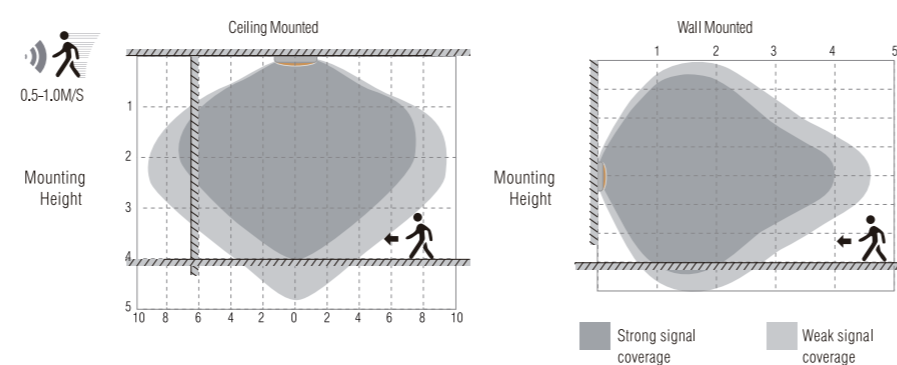 Ceiling Mounted
0.5-1.0M/S
Mounting
Height
1
2
3
4
5
10 8 6 4 2 0 2 4 6 8 10
Wall Mounted
1 2 3 4 5
Mounting
Height
Strong signal
coverage
Weak signal
coverage